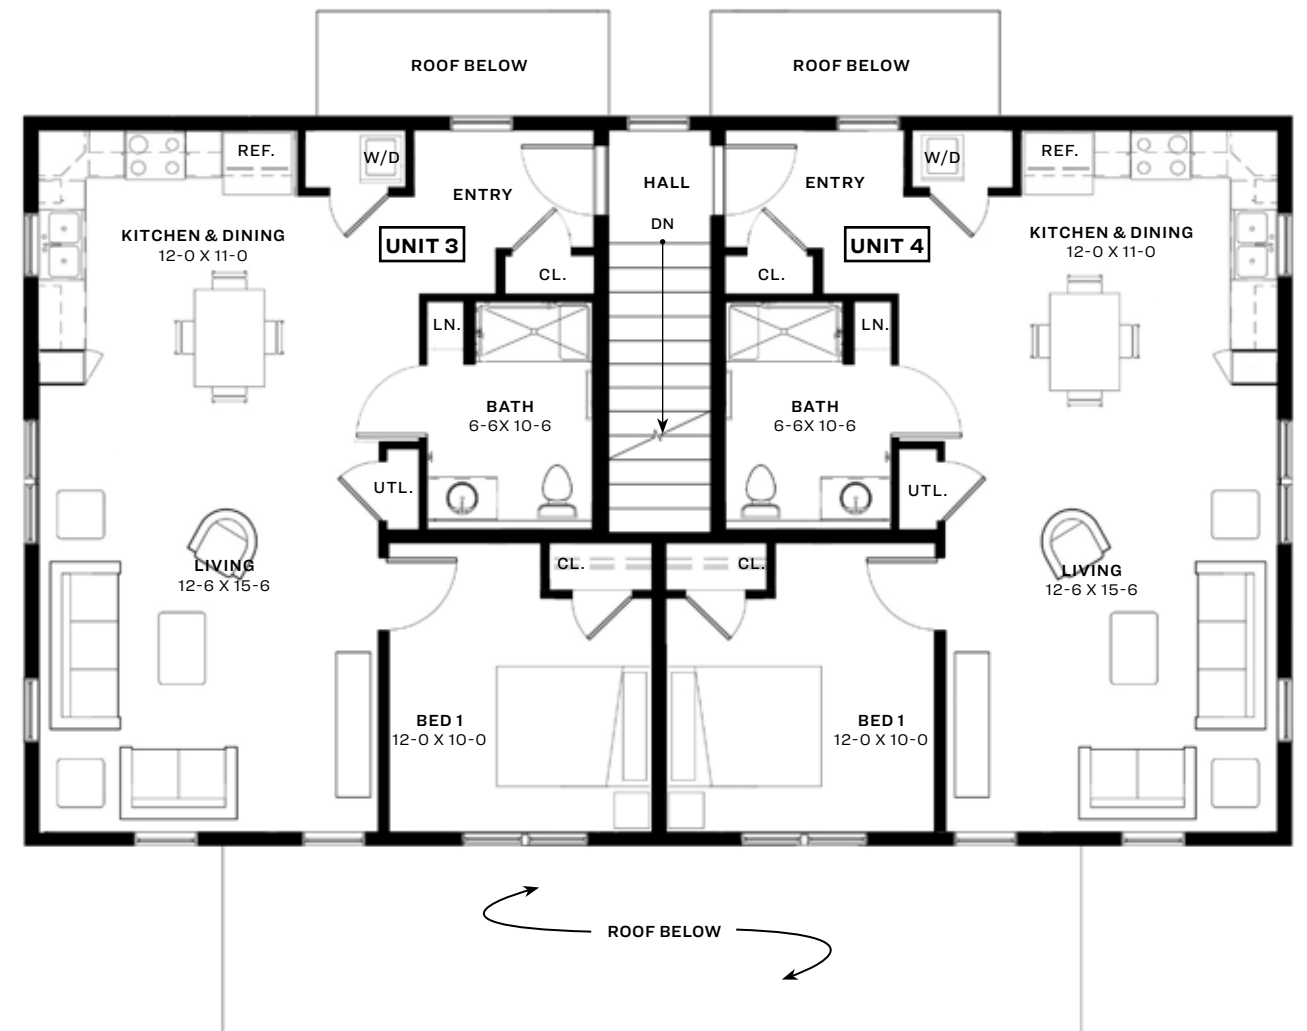 ROOF BELOW
ROOF BELOW
REF.
W/D
ENTRY
HALL
ENTRY
W/D
REF.
DN
KITCHEN & DINING
12-0 X 11-0
UNIT 3
UNIT 4
KITCHEN & DINING
12-0 X 11-0
CL.
CL.
LN.
LN.
BATH
6-6X 10-6
BATH
6-6X 10-6
UTL.
UTL.
LIVING
12-6 X 15-6
CL.
CL.
LIVING
12-6 X 15-6
BED 1
12-0 X 10-0
BED 1
12-0 X 10-0
ROOF BELOW